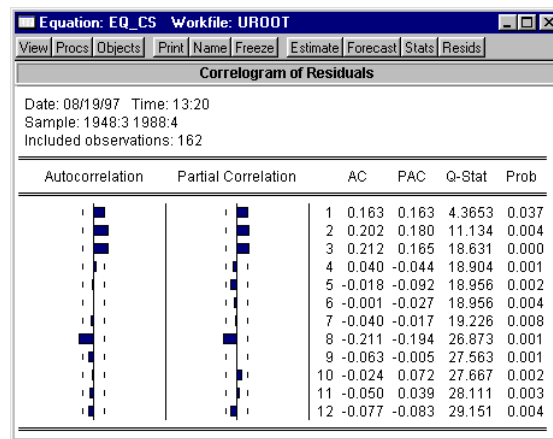 Equation: EQ_CS Workfile: UROOT
View Procs Objects Print Name Freeze Estimate Forecast Stats Resids
Correlogram of Residuals
Date: 08/19/97 Time: 13:20
Sample: 1948:3 1988:4
Included observations: 162
Autocorrelation Partial Correlation AC PAC Q-Stat Prob
1 0.163 0.163 4.3653 0.037
2 0.202 0.180 11.134 0.004
3 0.212 0.165 18.631 0.000
4 0.040 -0.044 18.904 0.001
5 -0.018 -0.092 18.956 0.002
6 -0.001 -0.027 18.956 0.004
7 -0.040 -0.017 19.226 0.008
8 -0.211 -0.194 26.873 0.001
9 -0.063 -0.005 27.563 0.001
10 -0.024 0.072 27.667 0.002
11 -0.050 0.039 28.111 0.003
12 -0.077 -0.083 29.151 0.004